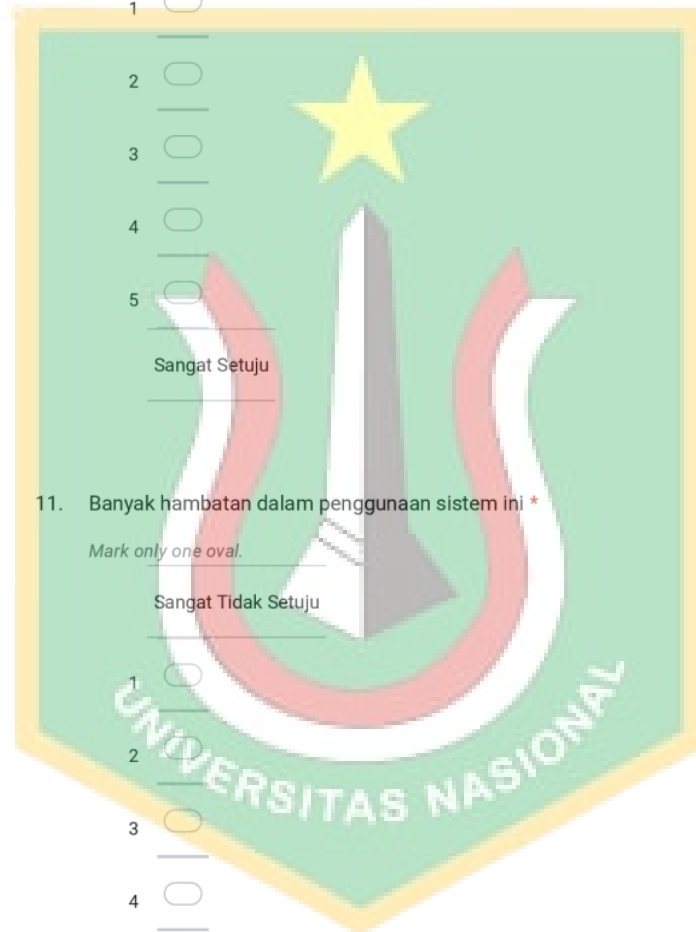 1
2
3
4
5
Sangat Setuju
11. Banyak hambatan dalam penggunaan sistem ini *
Mark only one oval.
Sangat Tidak Setuju
1
2
3
4
UNIVERSITAS NASIONAL